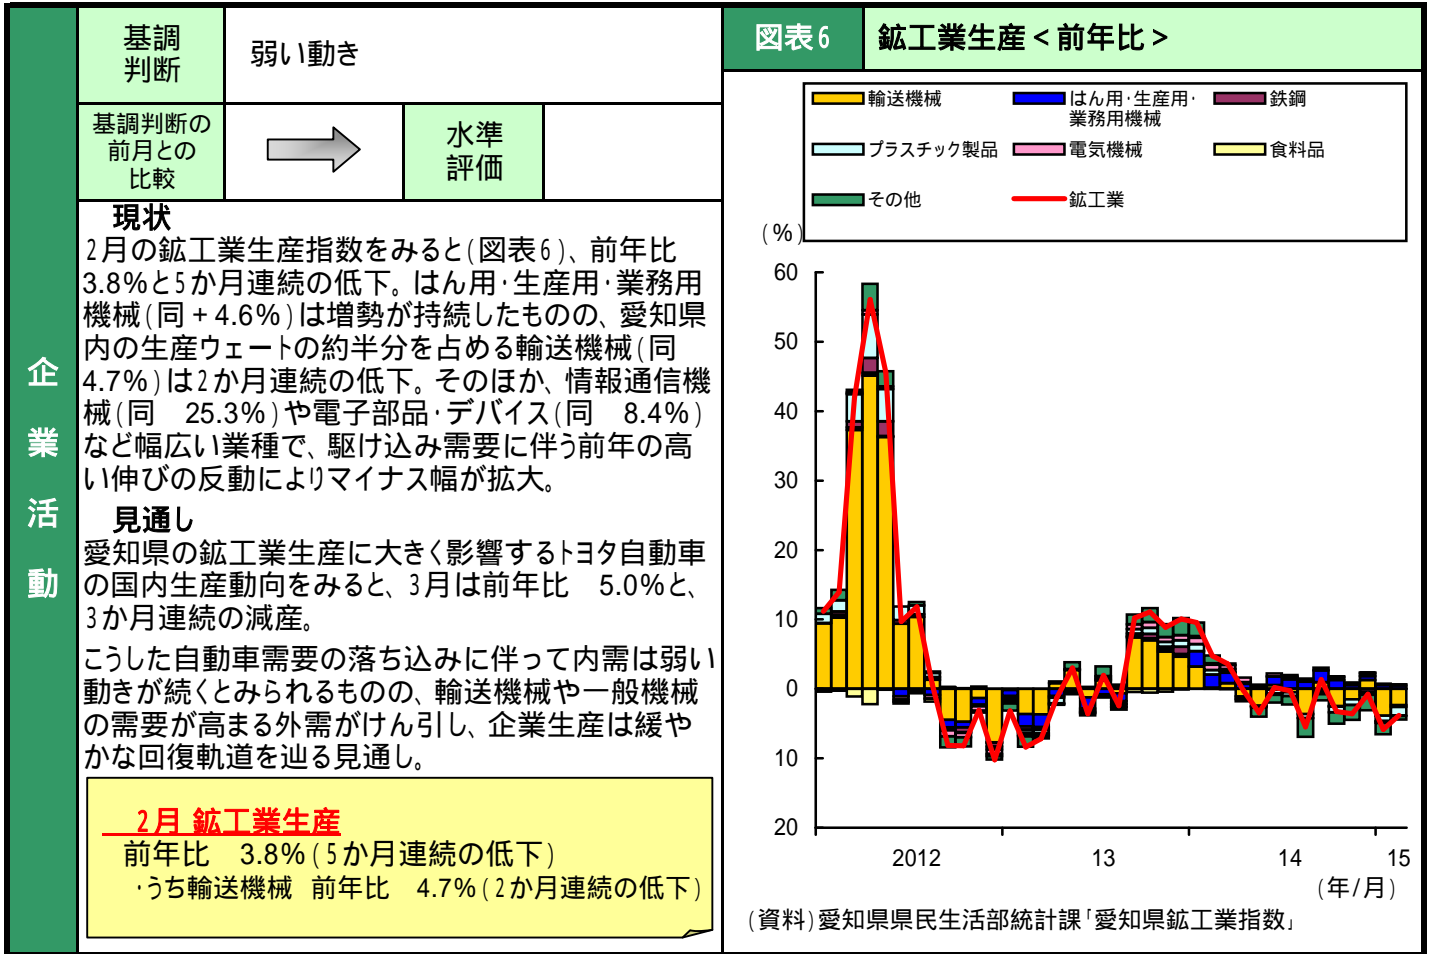 企業活動
基調
判断
弱い動き
基調判断の
前月との
比較
水準
評価
現状
2月の鉱工業生産指数をみると(図表6)、前年比
3.8%と5か月連続の低下。はん用･生産用･業務用
機械(同+4.6%)は増勢が持続したものの、愛知県
内の生産ウェートの約半分を占める輸送機械(同
4.7%)は2か月連続の低下。そのほか、情報通信機
械(同 25.3%)や電子部品･デバイス(同 8.4%)
など幅広い業種で、駆け込み需要に伴う前年の高
い伸びの反動によりマイナス幅が拡大。
見通し
愛知県の鉱工業生産に大きく影響するトヨタ自動車
の国内生産動向をみると、3月は前年比 5.0%と、
3か月連続の減産。
こうした自動車需要の落ち込みに伴って内需は弱い
動きが続くとみられるものの、輸送機械や一般機械
の需要が高まる外需がけん引し、企業生産は緩や
かな回復軌道を辿る見通し。
2月 鉱工業生産
前年比 3.8%(5か月連続の低下)
･うち輸送機械 前年比 4.7%(2か月連続の低下)
図表6
鉱工業生産<前年比>
輸送機械
はん用･生産用･
業務用機械
鉄鋼
プラスチック製品
電気機械
食料品
その他
鉱工業
(%)
60
50
40
30
20
10
0
10
20
2012
13
14
15
(年/月)
(資料)愛知県県民生活部統計課「愛知県鉱工業指数」